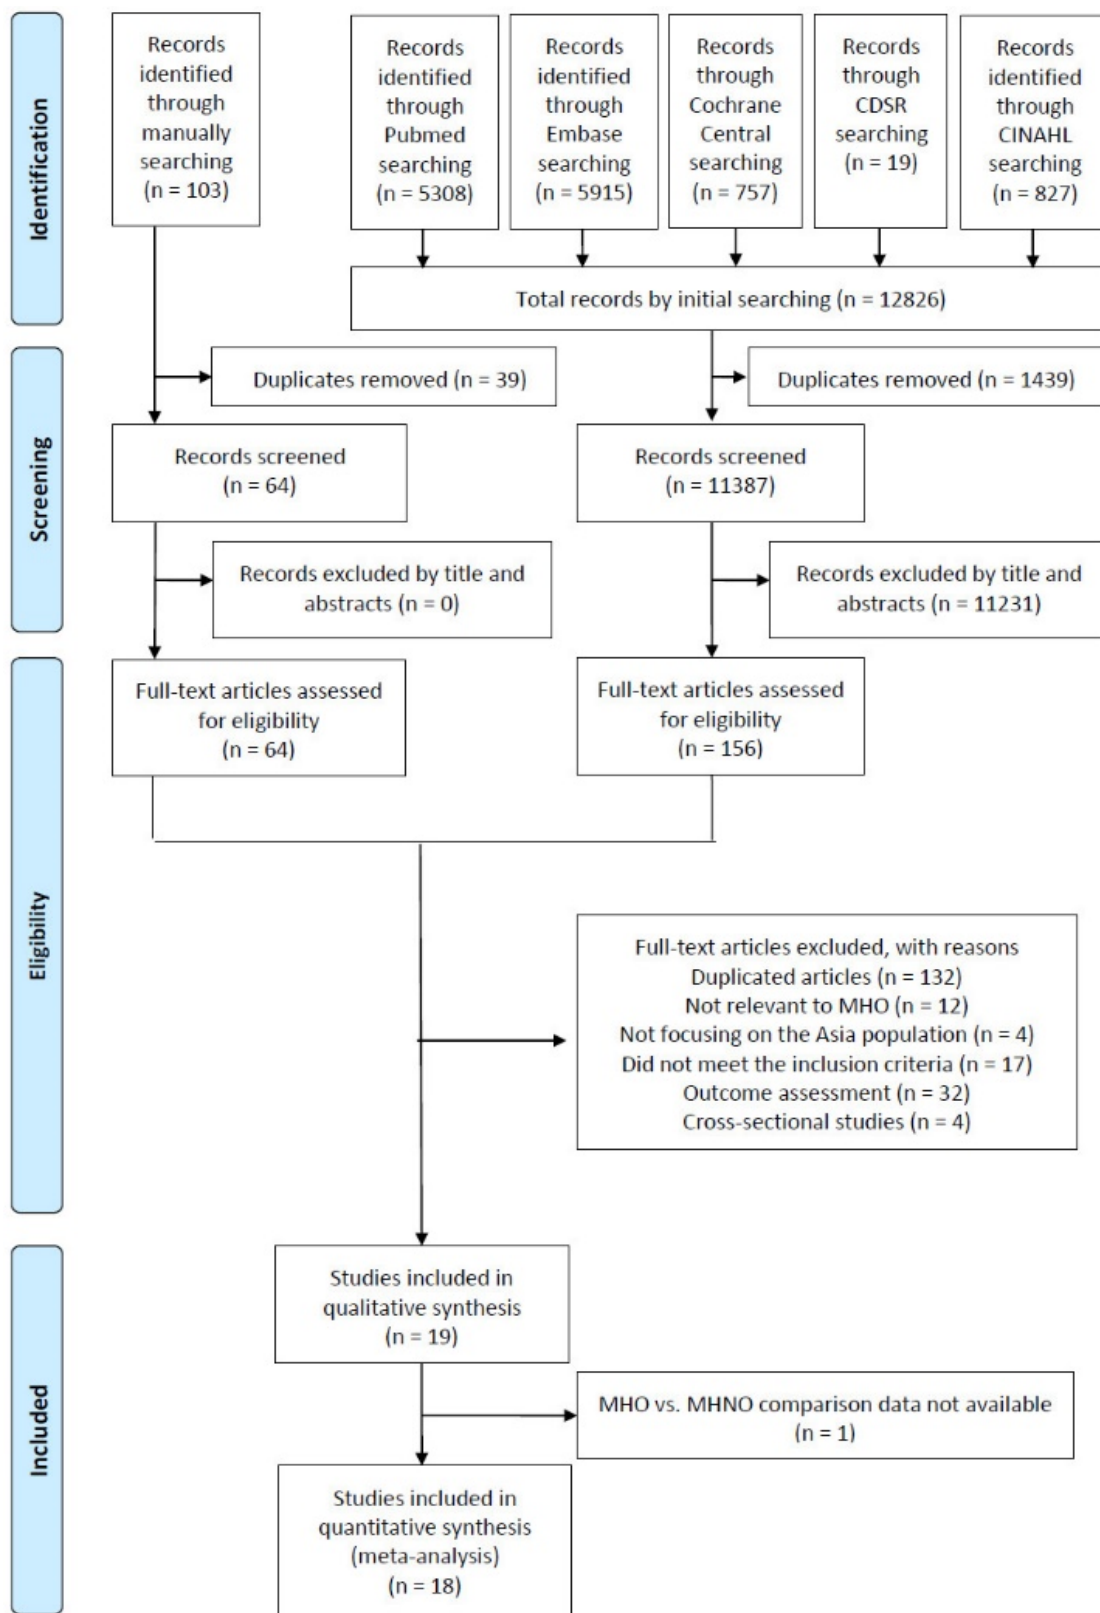 Identification
Records
identified
through
manually
searching
(n = 103)
Records
identified
through
Pubmed
searching
(n = 5308)
Records
identified
through
Embase
searching
(n = 5915)
Records
through
Cochrane
Central
searching
(n = 757)
Records
through
CDSR
searching
(n = 19)
Records
identified
through
CINAHL
searching
(n = 827)
Total records by initial searching (n = 12826)
Screening
Duplicates removed (n = 39)
Duplicates removed (n = 1439)
Records screened
(n = 64)
Records screened
(n = 11387)
Records excluded by title and
abstracts (n = 0)
Records excluded by title and
abstracts (n = 11231)
Eligibility
Full-text articles assessed
for eligibility
(n = 64)
Full-text articles assessed
for eligibility
(n = 156)
Full-text articles excluded, with reasons
Duplicated articles (n = 132)
Not relevant to MHO (n = 12)
Not focusing on the Asia population (n = 4)
Did not meet the inclusion criteria (n = 17)
Outcome assessment (n = 32)
Cross-sectional studies (n = 4)
Included
Studies included in
qualitative synthesis
(n = 19)
MHO vs. MHNO comparison data not available
(n = 1)
Studies included in
quantitative synthesis
(meta-analysis)
(n = 18)